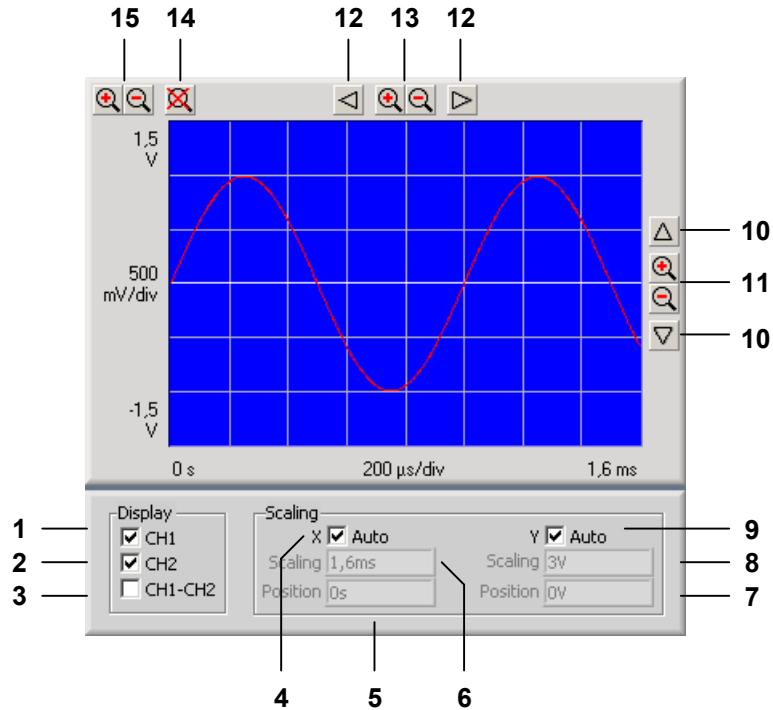 15 14 12 13 12
1,5
V
500
mV/div
-1,5
V
0 s 200 µs/div 1,6 ms
10
11
10
Display
CH1
CH2
CH1-CH2
Scaling
X Auto
Scaling 1,6ms
Position 0s
Y Auto
Scaling 3V
Position 0V
1
2
3
9
8
7
4 5 6